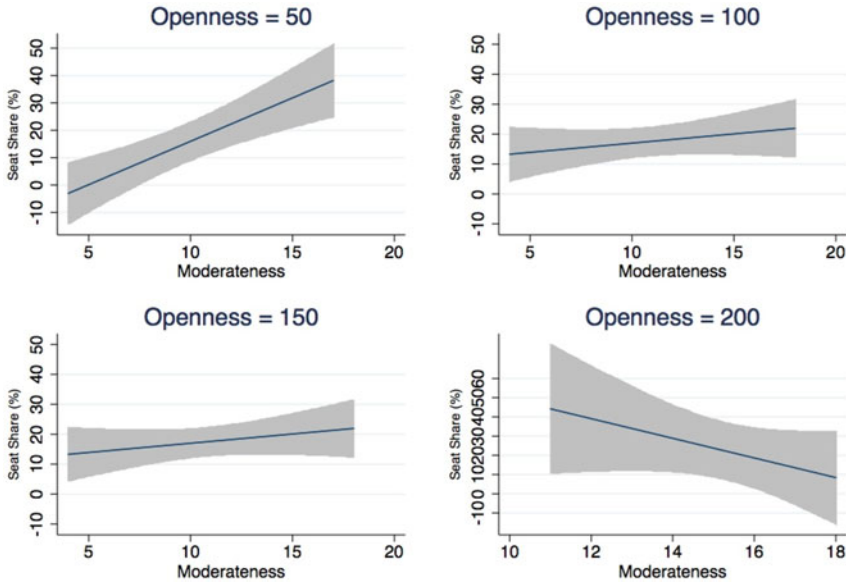 Openness = 50
Seat Share (%)
50
40
30
20
10
0
-10
5 10 15 20
Moderateness
Openness = 100
Seat Share (%)
50
40
30
20
10
0
-10
5 10 15 20
Moderateness
Openness = 150
Seat Share (%)
50
40
30
20
10
0
-10
5 10 15 20
Moderateness
Openness = 200
Seat Share (%)
-100 102030405060
10 12 14 16 18
Moderateness